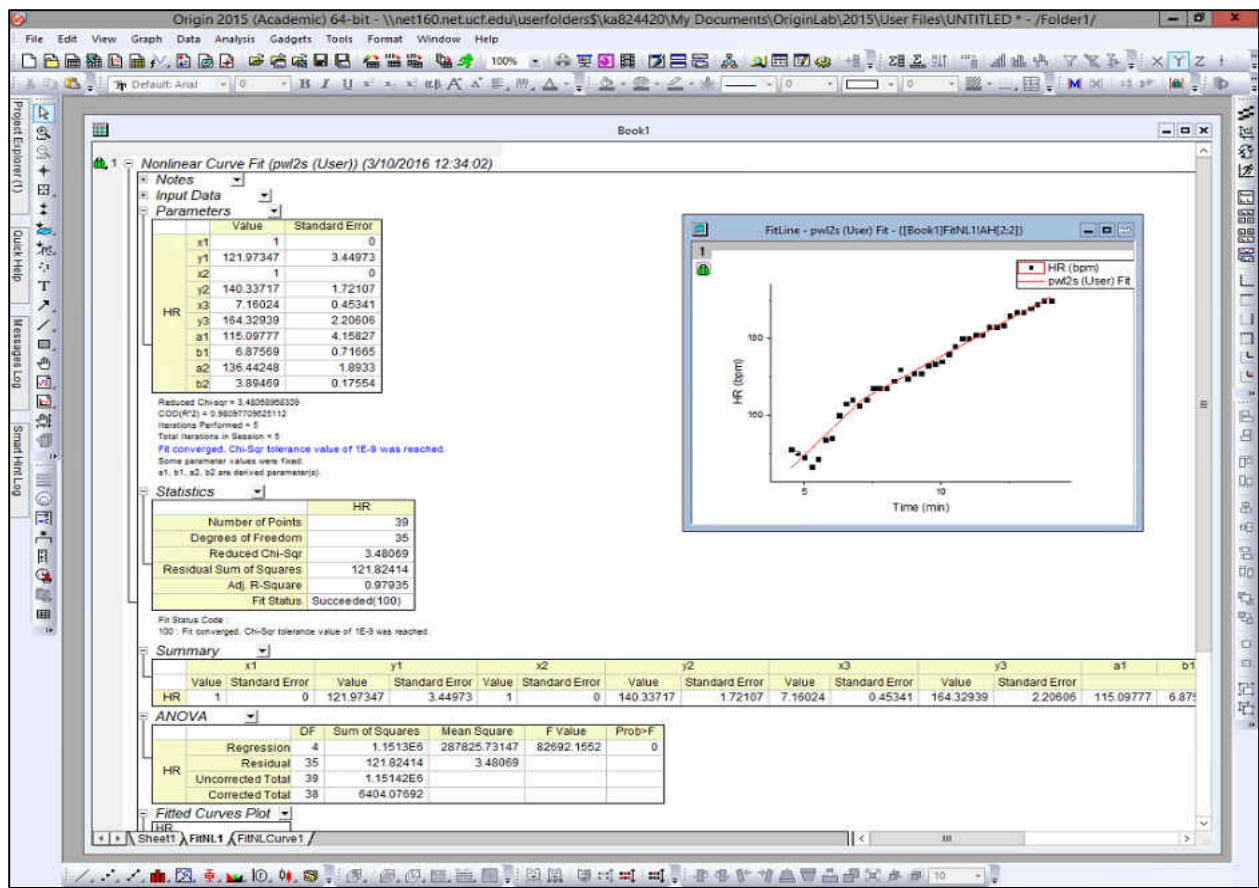 Origin 2015 (Academic) 64-bit - \\net160.net.ucf.edu\userfolders$\ka824420\My Documents\OriginLab\2015\User Files\UNTITLED * - /Folder1/
File Edit View Graph Data Analysis Gadgets Tools Format Window Help
100%
Default: Arial 0 B I U 0 0
Project Explorer (1)
Quick Help
Messages Log
Smart Hint Log
Book1
1 Nonlinear Curve Fit (pwl2s (User)) (3/10/2016 12:34:02)
Notes
Input Data
Parameters
Value Standard Error
x1 1 0
y1 121.97347 3.44973
x2 1 0
y2 140.33717 1.72107
HR x3 7.16024 0.45341
y3 164.32939 2.20606
a1 115.09777 4.15827
b1 6.87569 0.71665
a2 136.44248 1.8933
b2 3.89469 0.17554
Reduced Chi-sqr = 3.48068968309
COD(R^2) = 0.98097709625112
Iterations Performed = 5
Total Iterations in Session = 5
Fit converged. Chi-Sqr tolerance value of 1E-9 was reached.
Some parameter values were fixed.
a1, b1, a2, b2 are derived parameter(s).
Statistics
HR
Number of Points 39
Degrees of Freedom 35
Reduced Chi-Sqr 3.48069
Residual Sum of Squares 121.82414
Adj. R-Square 0.97935
Fit Status Succeeded(100)
Fit Status Code :
100 : Fit converged. Chi-Sqr tolerance value of 1E-9 was reached.
Summary
x1 y1 x2 y2 x3 y3 a1 b1
Value Standard Error Value Standard Error Value Standard Error Value Standard Error Value Standard Error Value Standard Error
HR 1 0 121.97347 3.44973 1 0 140.33717 1.72107 7.16024 0.45341 164.32939 2.20606 115.09777 6.875
ANOVA
DF Sum of Squares Mean Square F Value Prob>F
Regression 4 1.1513E6 287825.73147 82692.1552 0
HR Residual 35 121.82414 3.48069
Uncorrected Total 39 1.15142E6
Corrected Total 38 6404.07692
Fitted Curves Plot
HR
Sheet1 FitNL1 FitNLCurve1
FitLine - pwl2s (User) Fit - ([Book1]FitNL1!AH[2:2])
1
HR (bpm)
pwl2s (User) Fit
180
160
HR (bpm)
5 10
Time (min)
10